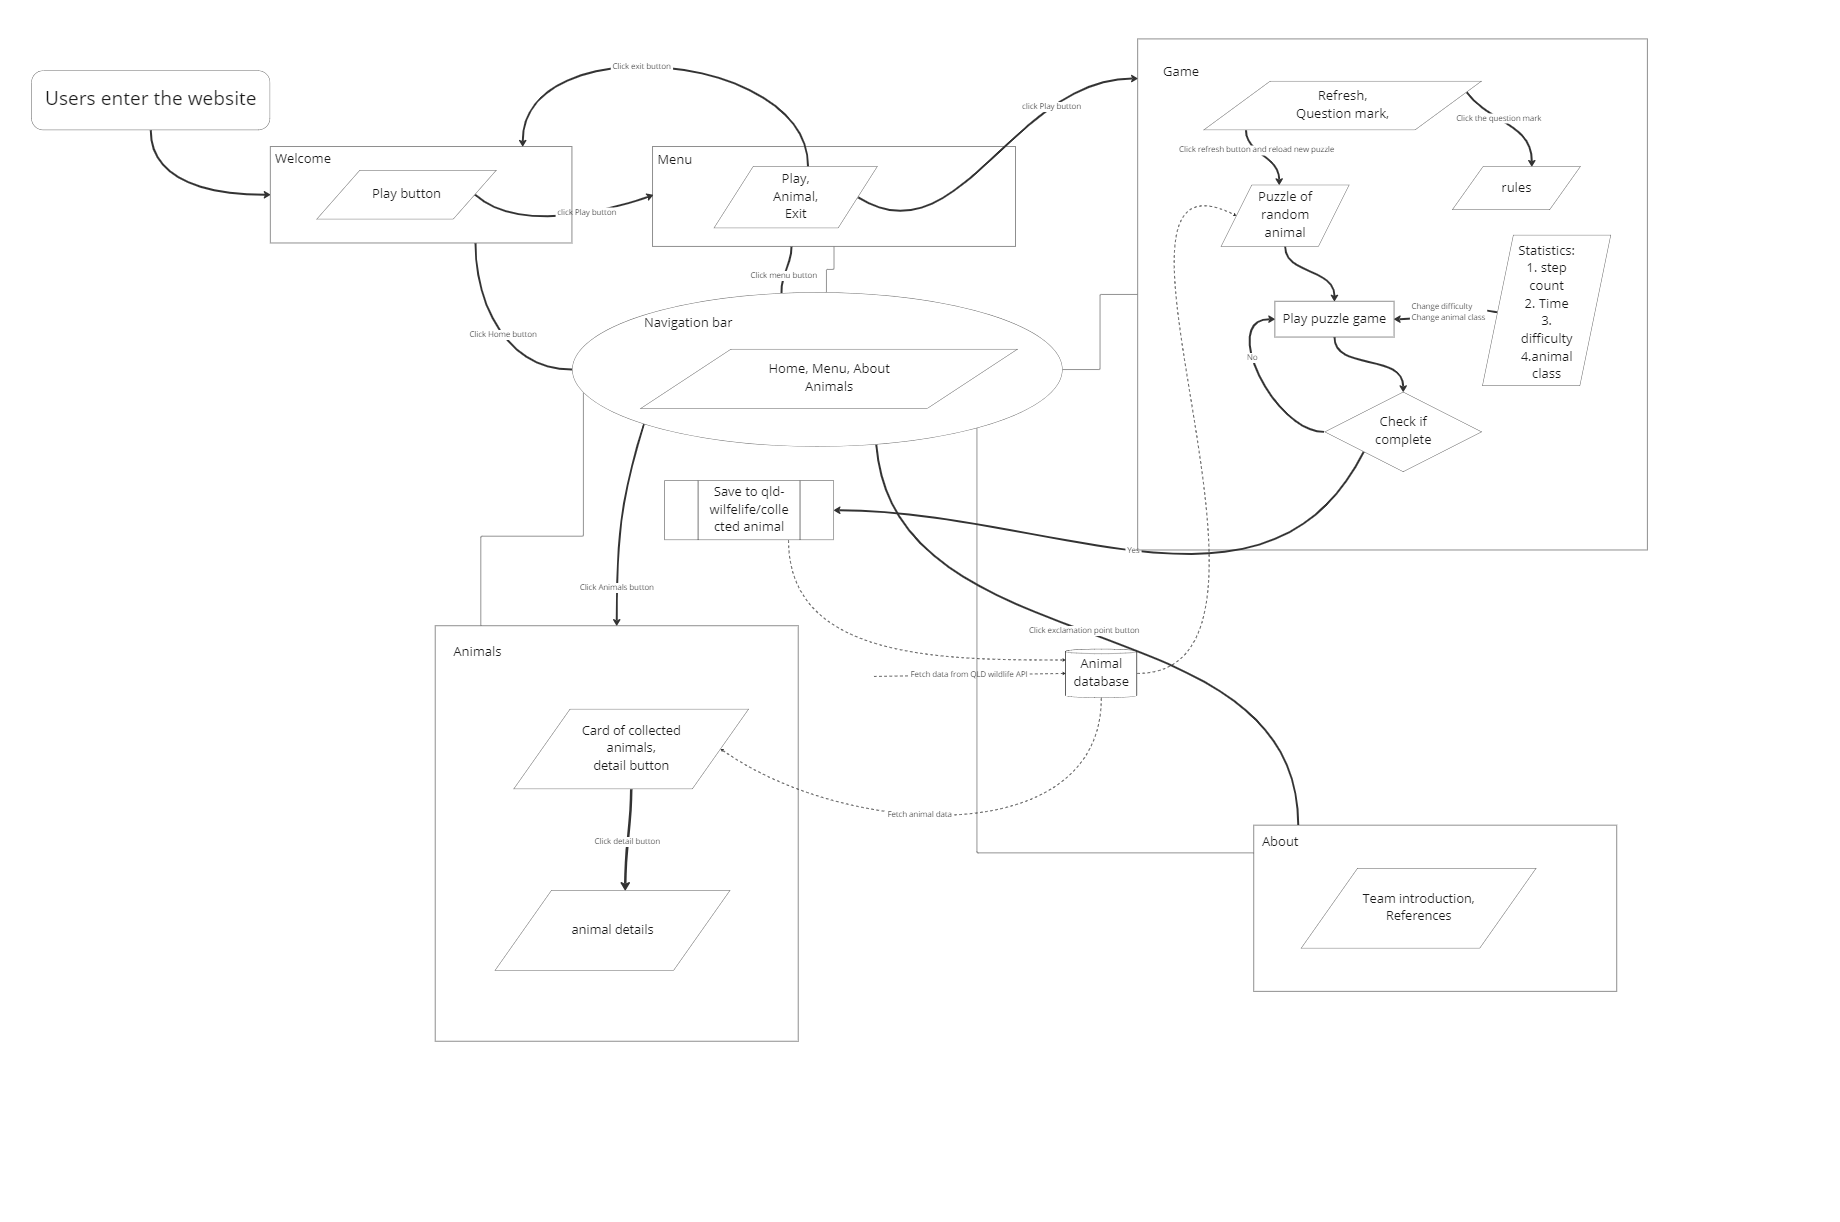 Users enter the website
Click exit button
click Play button
Game
Refresh,
Question mark,
Click the question mark
Click refresh button and reload new puzzle
rules
Welcome
Play button
click Play button
Menu
Play,
Animal,
Exit
Puzzle of
random
animal
Statistics:
1. step
count
2. Time
3.
difficulty
4.animal
class
Click menu button
Click Home button
Navigation bar
Home, Menu, About
Animals
Play puzzle game
Change difficulty
Change animal class
No
Check if
complete
Save to qld-
wilfelife/colle
cted animal
Yes
Click Animals button
Click exclamation point button
Animals
Animal
database
Fetch data from QLD wildlife API
Card of collected
animals,
detail button
Fetch animal data
Click detail button
animal details
About
Team introduction,
References